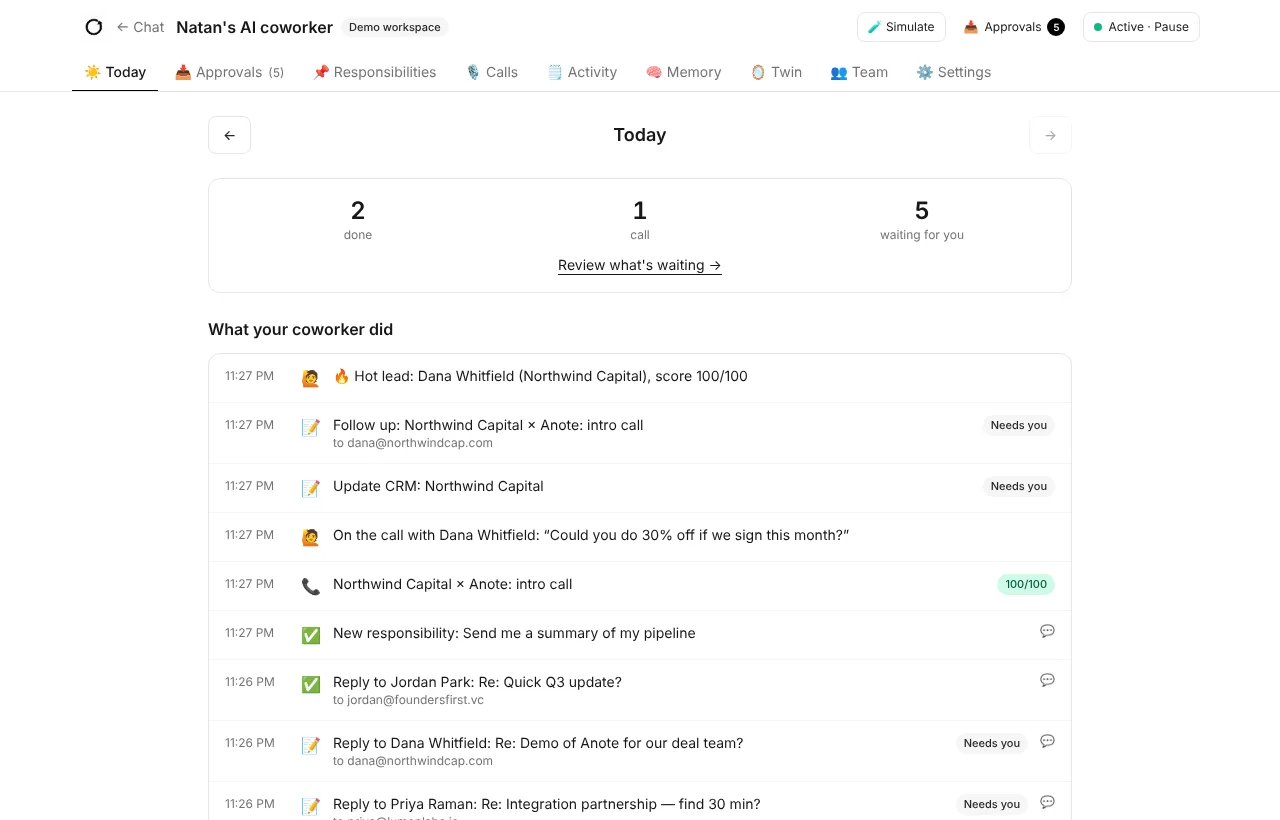 ← Chat Natan's AI coworker Demo workspace Simulate Approvals 5 Active · Pause
Today Approvals (5) Responsibilities Calls Activity Memory Twin Team Settings
← Today →
2 1 5
done call waiting for you
Review what's waiting →
What your coworker did
11:27 PM 🔥 Hot lead: Dana Whitfield (Northwind Capital), score 100/100
11:27 PM Follow up: Northwind Capital × Anote: intro call Needs you
to dana@northwindcap.com
11:27 PM Update CRM: Northwind Capital Needs you
11:27 PM On the call with Dana Whitfield: “Could you do 30% off if we sign this month?”
11:27 PM Northwind Capital × Anote: intro call 100/100
11:27 PM New responsibility: Send me a summary of my pipeline
11:26 PM Reply to Jordan Park: Re: Quick Q3 update?
to jordan@foundersfirst.vc
11:26 PM Reply to Dana Whitfield: Re: Demo of Anote for our deal team? Needs you
to dana@northwindcap.com
11:26 PM Reply to Priya Raman: Re: Integration partnership — find 30 min? Needs you